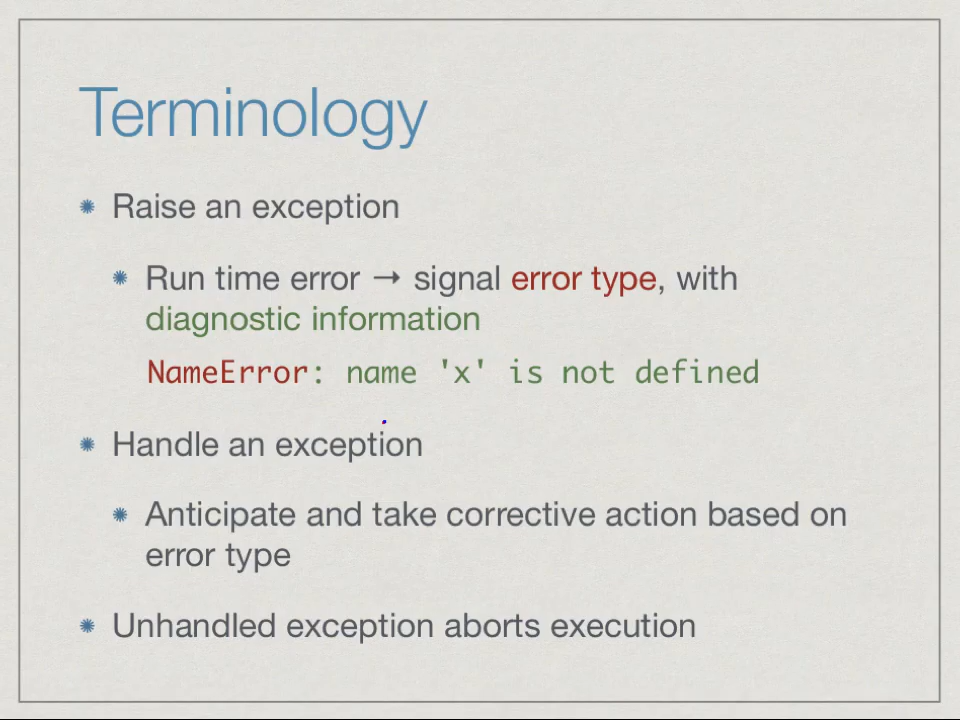 Terminology
Raise an exception
Run time error → signal error type, with
diagnostic information
NameError: name 'x' is not defined
Handle an exception
Anticipate and take corrective action based on
error type
Unhandled exception aborts execution